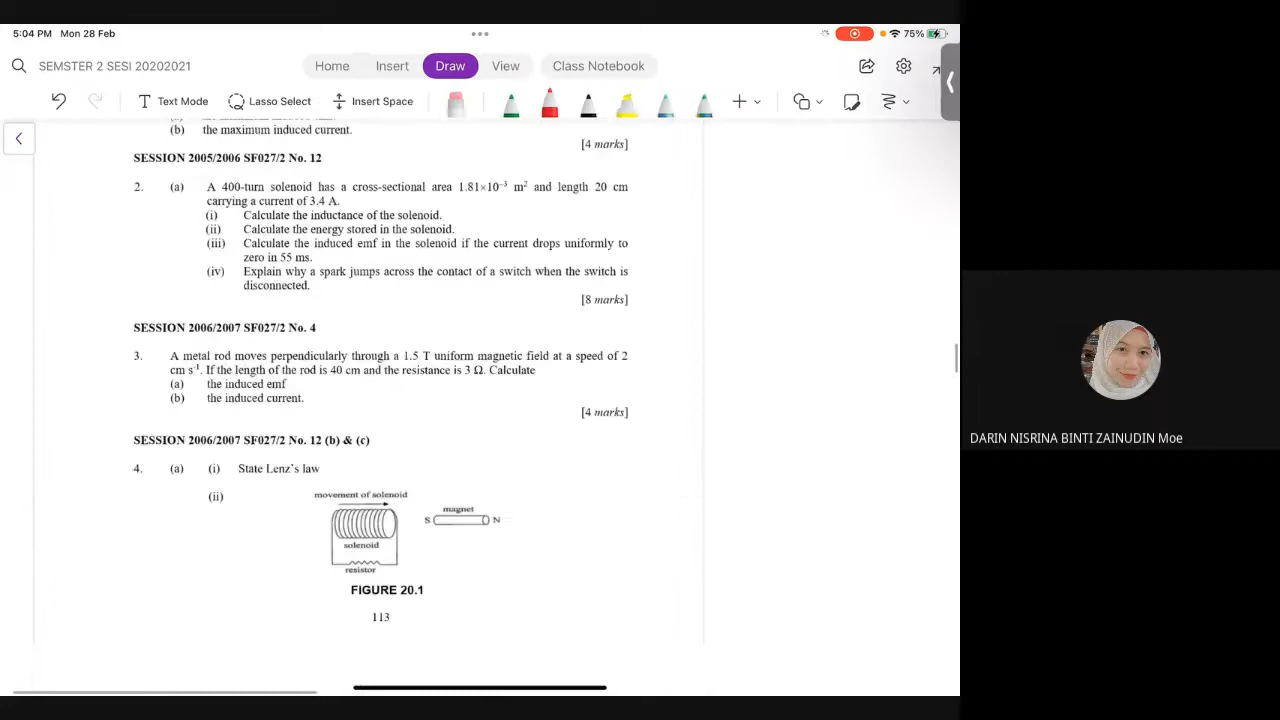 5:04 PM Mon 28 Feb
75%
SEMSTER 2 SESI 20202021
Home Insert Draw View Class Notebook
Text Mode Lasso Select Insert Space
(b) the maximum induced current.
[4 marks]
SESSION 2005/2006 SF027/2 No. 12
2. (a) A 400-turn solenoid has a cross-sectional area 1.81×10⁻³ m² and length 20 cm
carrying a current of 3.4 A.
(i) Calculate the inductance of the solenoid.
(ii) Calculate the energy stored in the solenoid.
(iii) Calculate the induced emf in the solenoid if the current drops uniformly to
zero in 55 ms.
(iv) Explain why a spark jumps across the contact of a switch when the switch is
disconnected.
[8 marks]
SESSION 2006/2007 SF027/2 No. 4
3. A metal rod moves perpendicularly through a 1.5 T uniform magnetic field at a speed of 2
cm s⁻¹. If the length of the rod is 40 cm and the resistance is 3 Ω. Calculate
(a) the induced emf
(b) the induced current.
[4 marks]
SESSION 2006/2007 SF027/2 No. 12 (b) & (c)
4. (a) (i) State Lenz's law
(ii)
movement of solenoid
magnet
S N
solenoid
resistor
FIGURE 20.1
113
DARIN NISRINA BINTI ZAINUDIN Moe